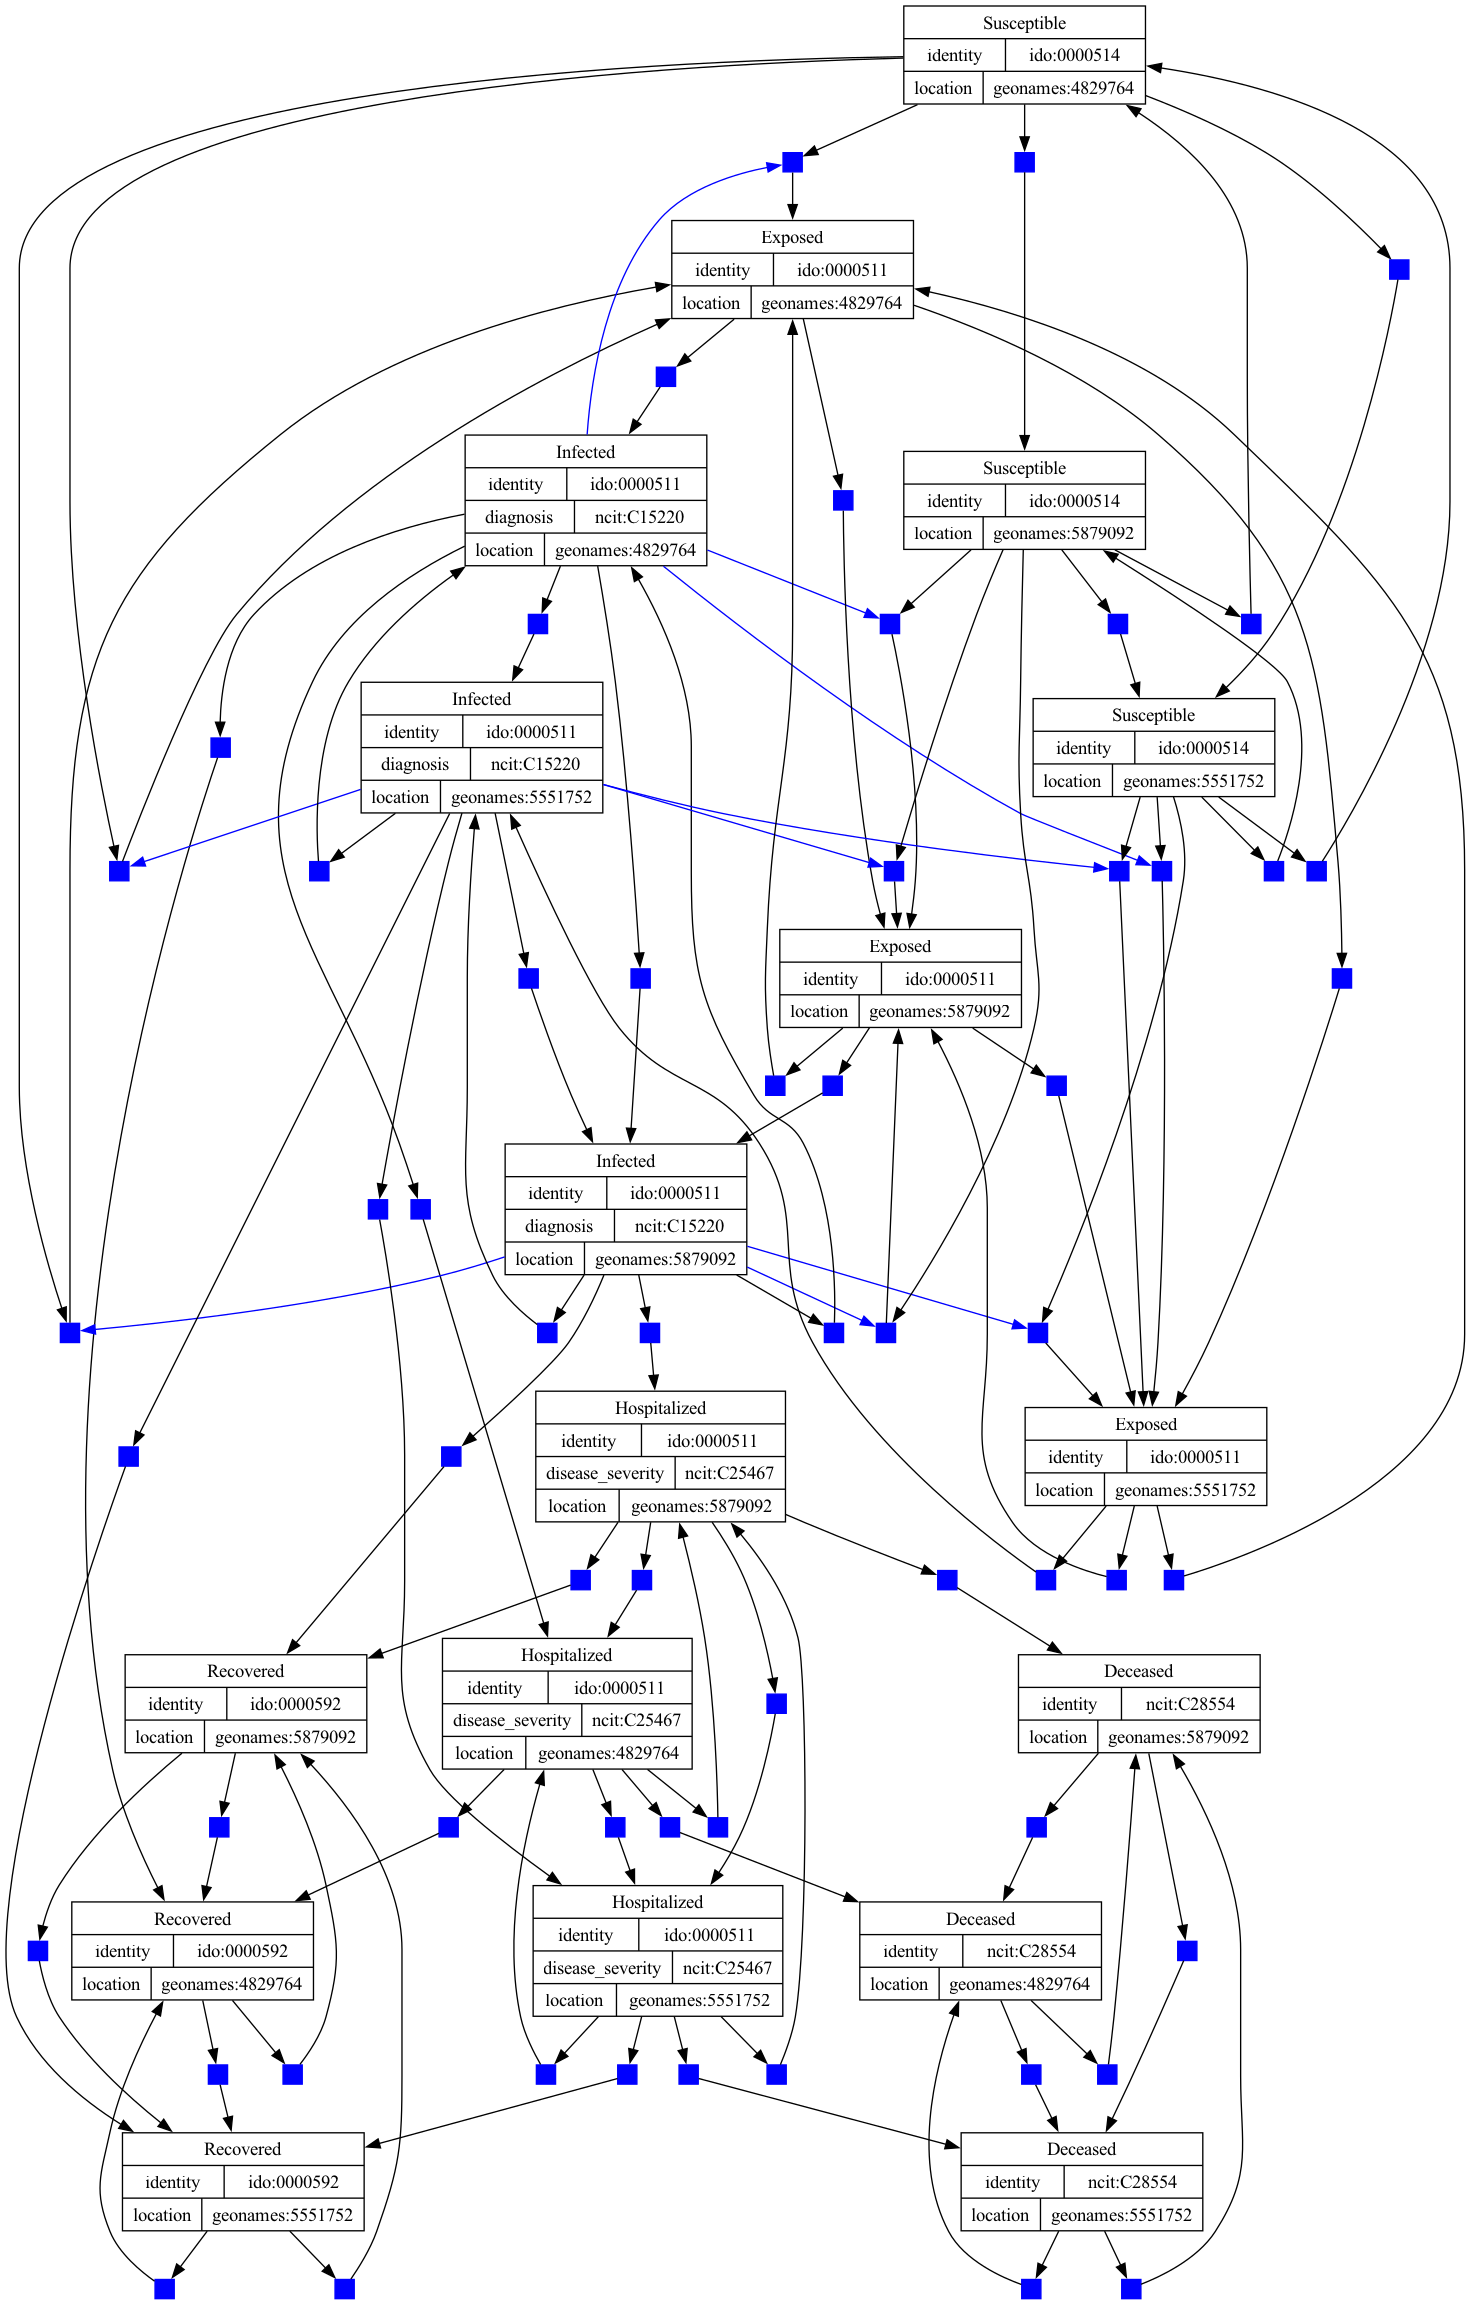 Susceptible
identity ido:0000514
location geonames:4829764
Exposed
identity ido:0000511
location geonames:4829764
Infected
identity ido:0000511
diagnosis ncit:C15220
location geonames:4829764
Susceptible
identity ido:0000514
location geonames:5879092
Infected
identity ido:0000511
diagnosis ncit:C15220
location geonames:5551752
Susceptible
identity ido:0000514
location geonames:5551752
Exposed
identity ido:0000511
location geonames:5879092
Infected
identity ido:0000511
diagnosis ncit:C15220
location geonames:5879092
Hospitalized
identity ido:0000511
disease_severity ncit:C25467
location geonames:5879092
Exposed
identity ido:0000511
location geonames:5551752
Recovered
identity ido:0000592
location geonames:5879092
Hospitalized
identity ido:0000511
disease_severity ncit:C25467
location geonames:4829764
Deceased
identity ncit:C28554
location geonames:5879092
Recovered
identity ido:0000592
location geonames:4829764
Hospitalized
identity ido:0000511
disease_severity ncit:C25467
location geonames:5551752
Deceased
identity ncit:C28554
location geonames:4829764
Recovered
identity ido:0000592
location geonames:5551752
Deceased
identity ncit:C28554
location geonames:5551752